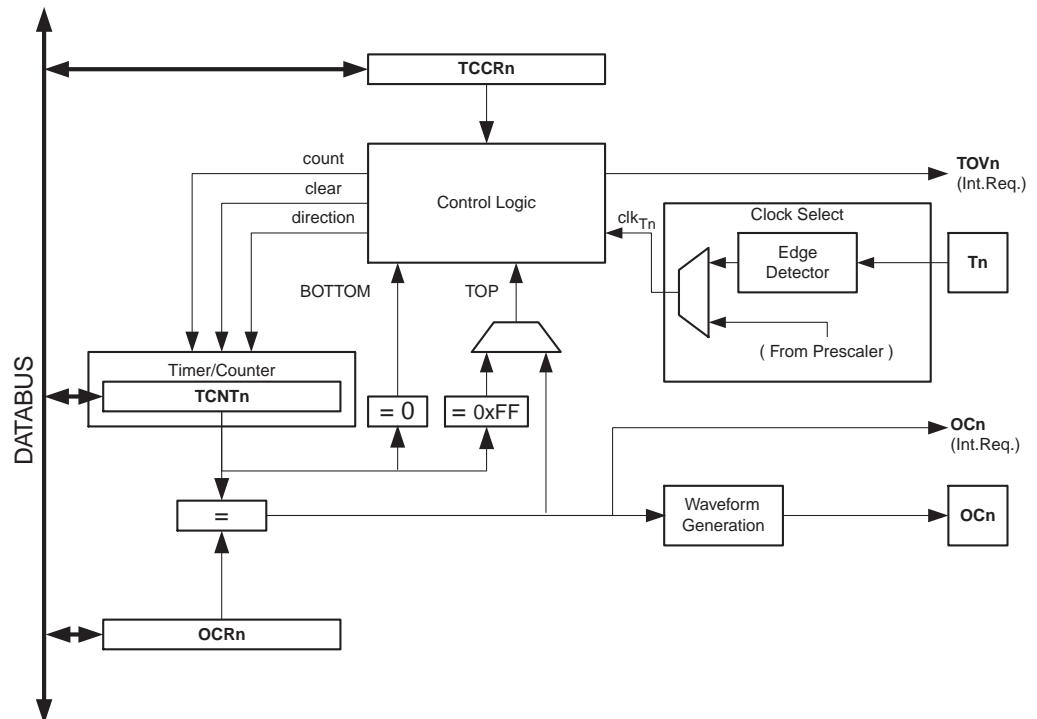 TCCRn
count
clear
direction
Control Logic
TOVn
(Int.Req.)
clkTn
Clock Select
Edge
Detector
Tn
( From Prescaler )
BOTTOM
TOP
DATABUS
Timer/Counter
TCNTn
= 0
= 0xFF
OCn
(Int.Req.)
=
Waveform
Generation
OCn
OCRn